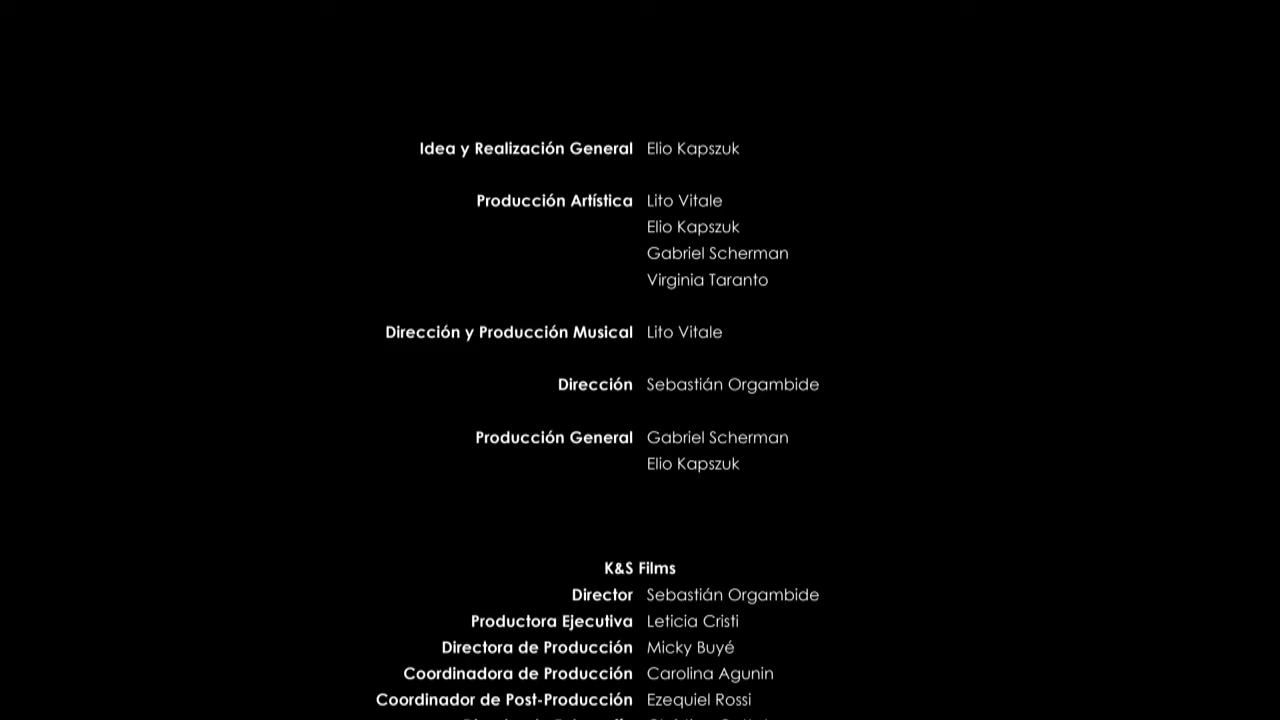 Idea y Realización General Elio Kapszuk
Producción Artística Lito Vitale
Elio Kapszuk
Gabriel Scherman
Virginia Taranto
Dirección y Producción Musical Lito Vitale
Dirección Sebastián Orgambide
Producción General Gabriel Scherman
Elio Kapszuk
K&S Films
Director Sebastián Orgambide
Productora Ejecutiva Leticia Cristi
Directora de Producción Micky Buyé
Coordinadora de Producción Carolina Agunin
Coordinador de Post-Producción Ezequiel Rossi